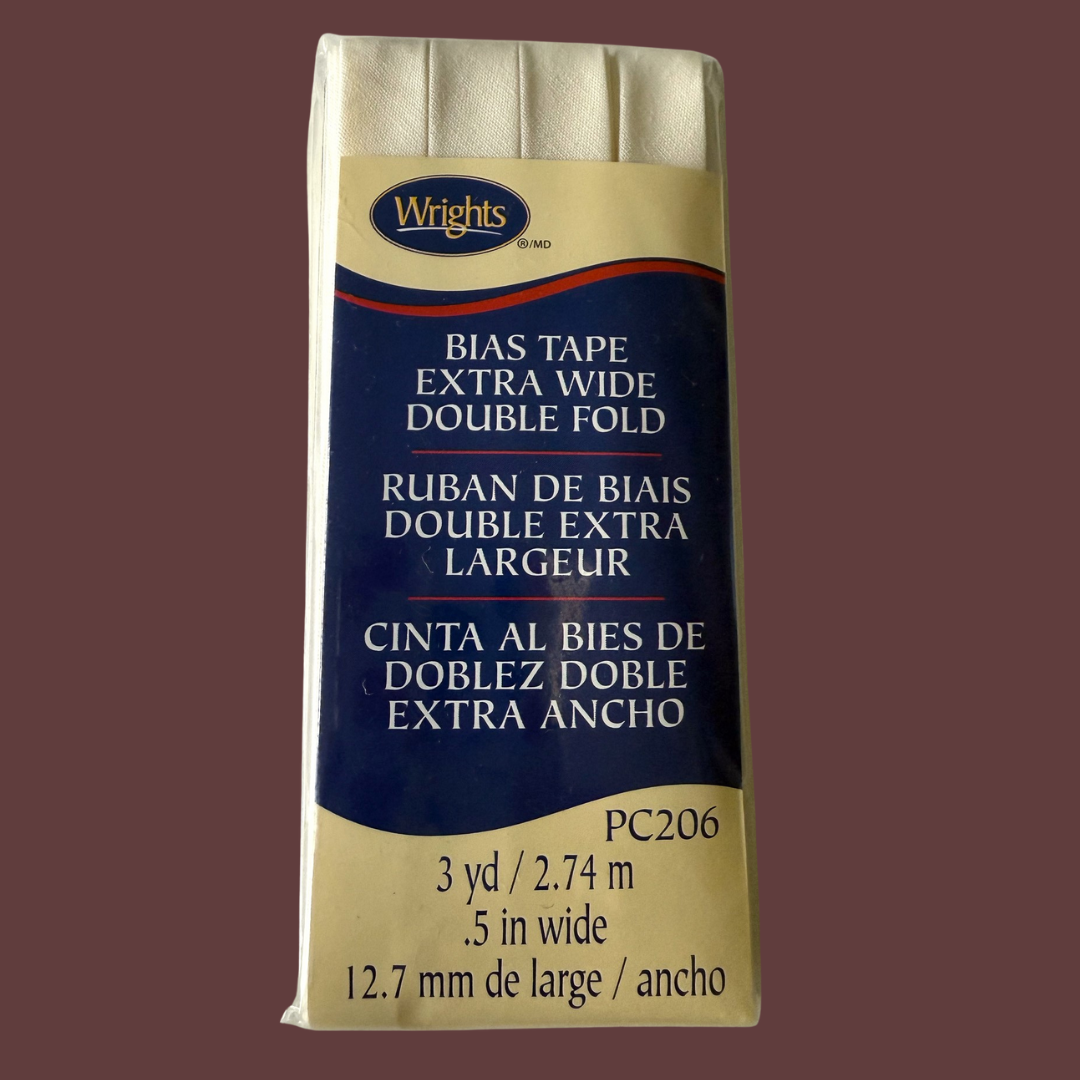 Wrights
®/MD
BIAS TAPE
EXTRA WIDE
DOUBLE FOLD
RUBAN DE BIAIS
DOUBLE EXTRA
LARGEUR
CINTA AL BIES DE
DOBLEZ DOBLE
EXTRA ANCHO
PC206
3 yd / 2.74 m
.5 in wide
12.7 mm de large / ancho